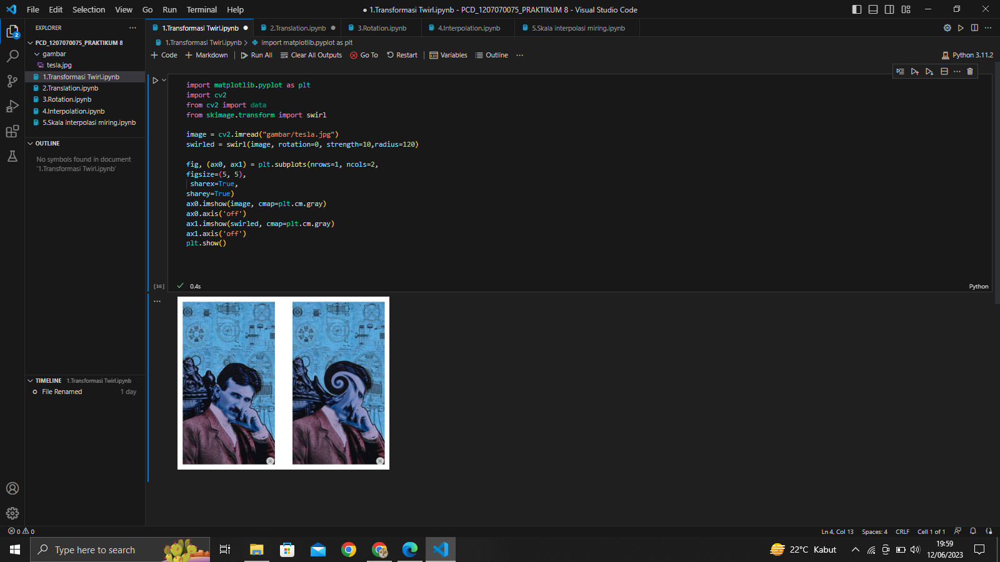 File Edit Selection View Go Run Terminal Help
● 1.Transformasi Twirl.ipynb - PCD_1207070075_PRAKTIKUM 8 - Visual Studio Code
EXPLORER
PCD_1207070075_PRAKTIKUM 8
gambar
tesla.jpg
1.Transformasi Twirl.ipynb
2.Translation.ipynb
3.Rotation.ipynb
4.Interpolation.ipynb
5.Skala interpolasi miring.ipynb
OUTLINE
No symbols found in document
'1.Transformasi Twirl.ipynb'
TIMELINE 1.Transformasi Twirl.ipynb
File Renamed 1 day
1.Transformasi Twirl.ipynb ● 2.Translation.ipynb ● 3.Rotation.ipynb 4.Interpolation.ipynb 5.Skala interpolasi miring.ipynb
1.Transformasi Twirl.ipynb > import matplotlib.pyplot as plt
+ Code + Markdown | Run All Clear All Outputs Go To Restart | Variables Outline ...
Python 3.11.2
import matplotlib.pyplot as plt
import cv2
from cv2 import data
from skimage.transform import swirl
image = cv2.imread("gambar/tesla.jpg")
swirled = swirl(image, rotation=0, strength=10,radius=120)
fig, (ax0, ax1) = plt.subplots(nrows=1, ncols=2,
figsize=(5, 5),
sharex=True,
sharey=True)
ax0.imshow(image, cmap=plt.cm.gray)
ax0.axis('off')
ax1.imshow(swirled, cmap=plt.cm.gray)
ax1.axis('off')
plt.show()
[16] 0.4s Python
2
0 0
Ln 4, Col 13 Spaces: 4 CRLF Cell 1 of 1
Type here to search
22°C Kabut
19:59
12/06/2023